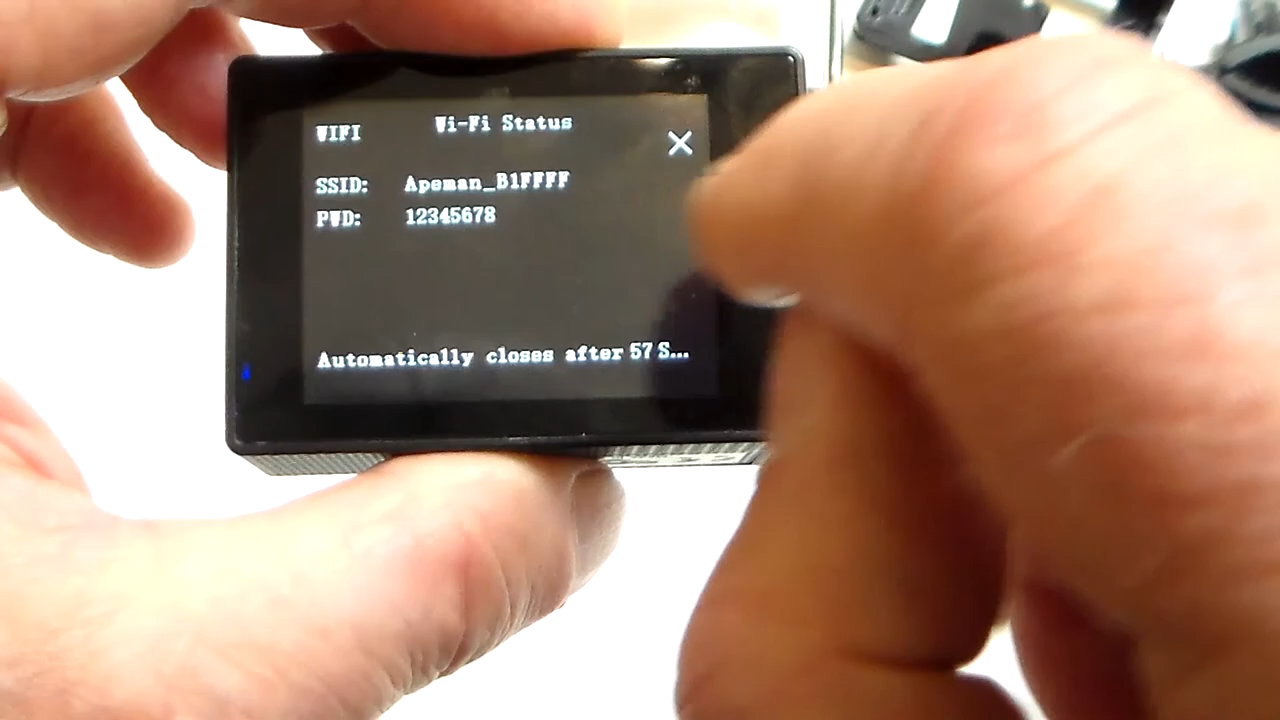 WIFI Wi-Fi Status
SSID: Apeman_B1FFFF
PWD: 12345678
Automatically closes after 57 S...